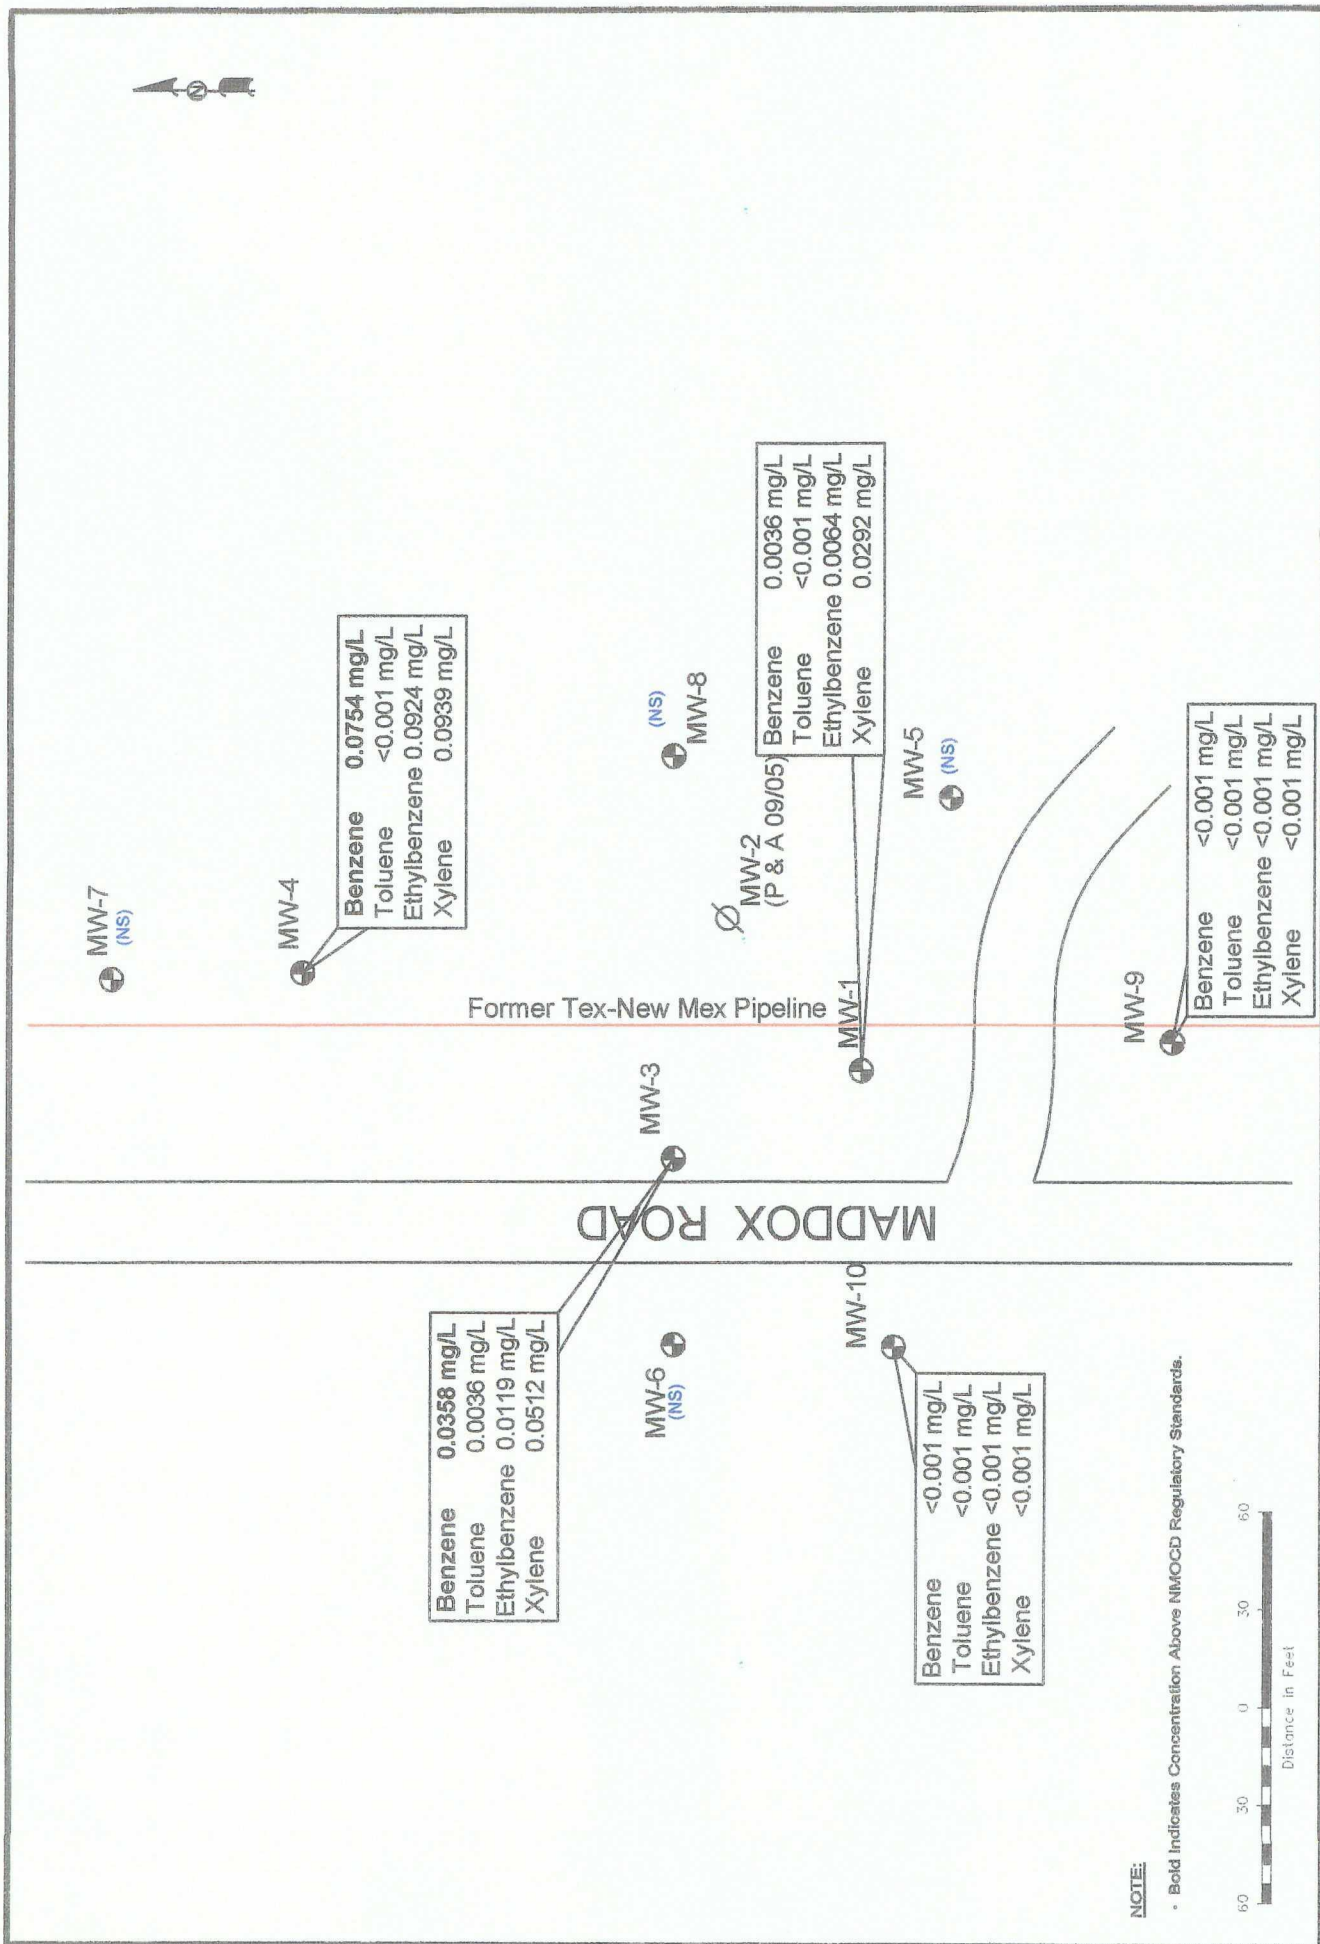 N
MW-7
(NS)
MW-4
Benzene 0.0754 mg/L
Toluene <0.001 mg/L
Ethylbenzene 0.0924 mg/L
Xylene 0.0939 mg/L
Benzene 0.0358 mg/L
Toluene 0.0036 mg/L
Ethylbenzene 0.0119 mg/L
Xylene 0.0512 mg/L
Former Tex-New Mex Pipeline
MADDOX ROAD
MW-3
MW-6
(NS)
(NS)
MW-8
MW-2
(P & A 09/05)
Benzene 0.0036 mg/L
Toluene <0.001 mg/L
Ethylbenzene 0.0064 mg/L
Xylene 0.0292 mg/L
MW-1
MW-10
MW-5
(NS)
Benzene <0.001 mg/L
Toluene <0.001 mg/L
Ethylbenzene <0.001 mg/L
Xylene <0.001 mg/L
MW-9
Benzene <0.001 mg/L
Toluene <0.001 mg/L
Ethylbenzene <0.001 mg/L
Xylene <0.001 mg/L
NOTE:
• Bold Indicates Concentration Above NMOCD Regulatory Standards.
60 30 0 30 60
Distance in Feet